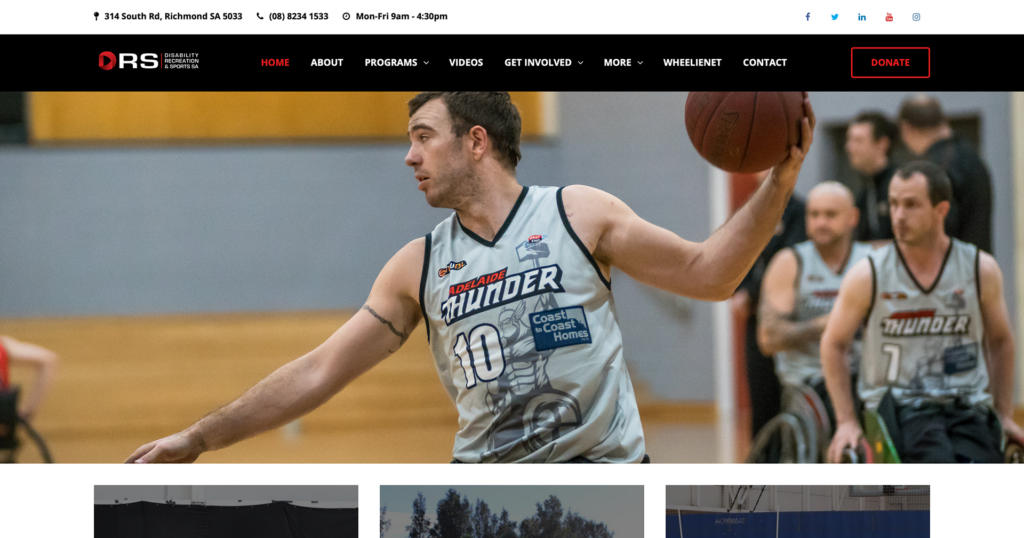 314 South Rd, Richmond SA 5033 (08) 8234 1533 Mon-Fri 9am - 4:30pm
DRS DISABILITY
RECREATION
& SPORTS SA
HOME ABOUT PROGRAMS VIDEOS GET INVOLVED MORE WHEELIENET CONTACT DONATE
ADELAIDE
THUNDER
Coast
to Coast
Homes
10
THUNDER
7